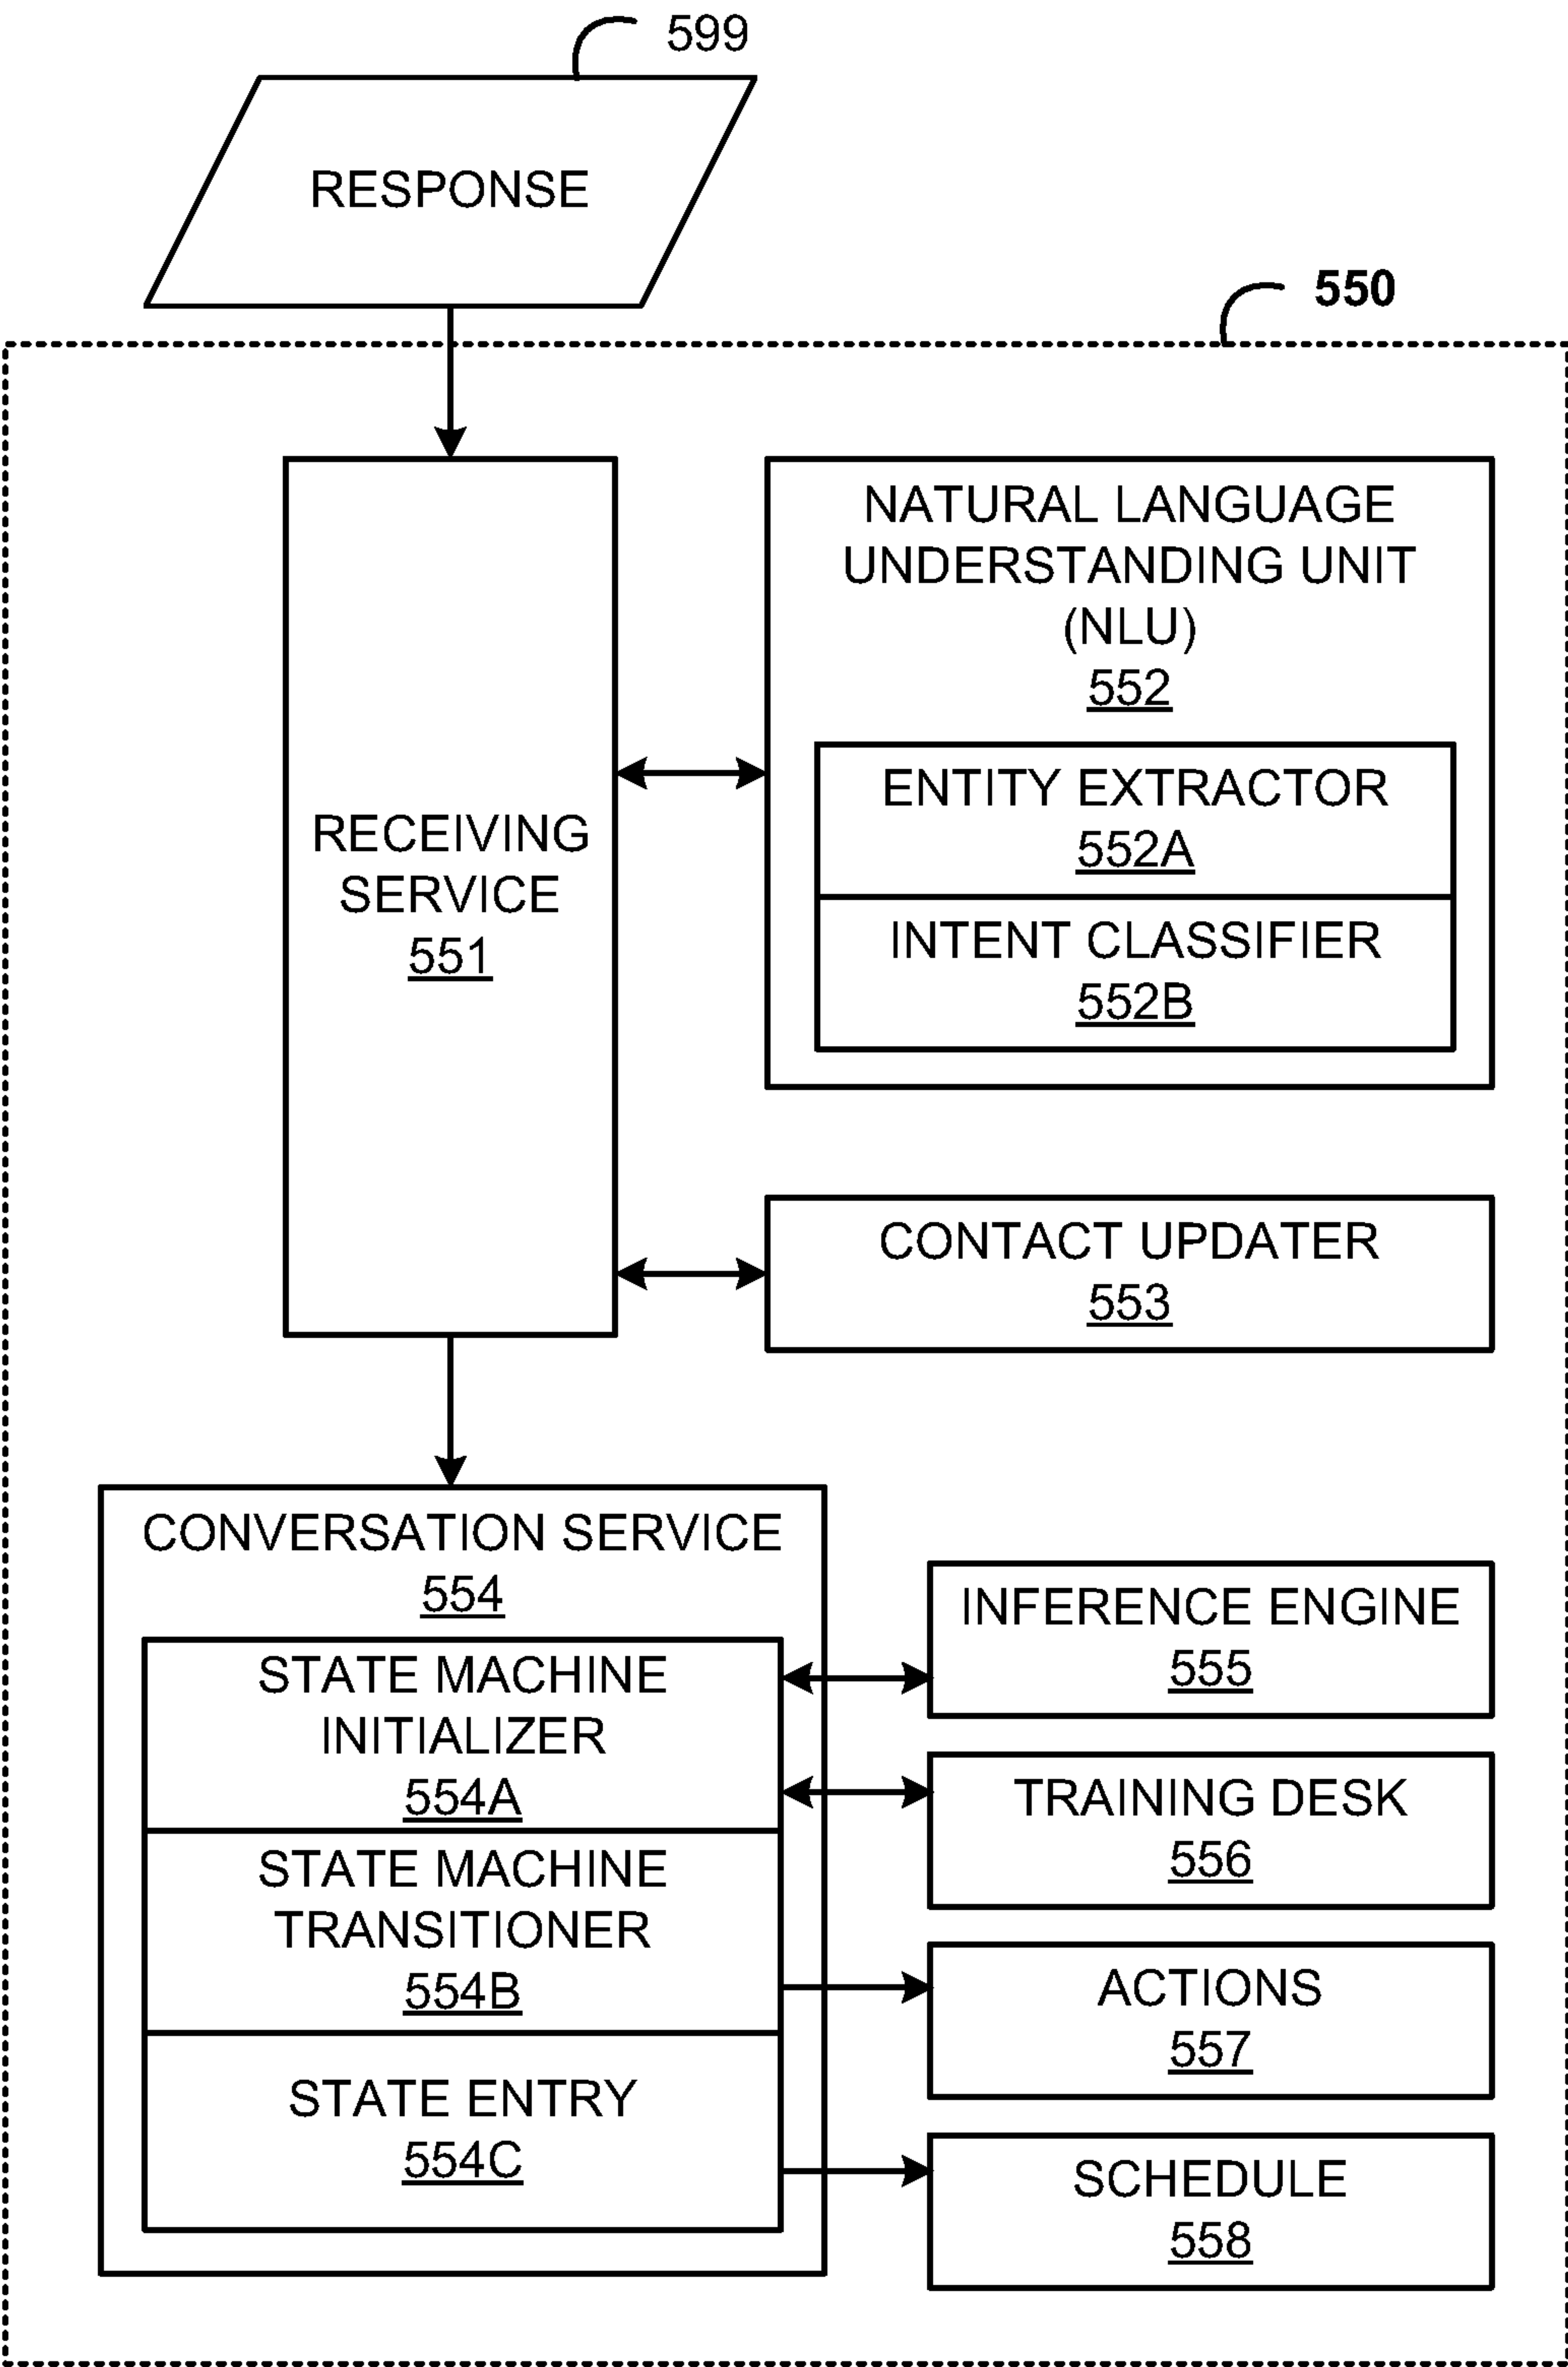 599
RESPONSE
550
NATURAL LANGUAGE
UNDERSTANDING UNIT
(NLU)
552
ENTITY EXTRACTOR
552A
INTENT CLASSIFIER
552B
RECEIVING
SERVICE
551
CONTACT UPDATER
553
CONVERSATION SERVICE
554
STATE MACHINE
INITIALIZER
554A
STATE MACHINE
TRANSITIONER
554B
STATE ENTRY
554C
INFERENCE ENGINE
555
TRAINING DESK
556
ACTIONS
557
SCHEDULE
558